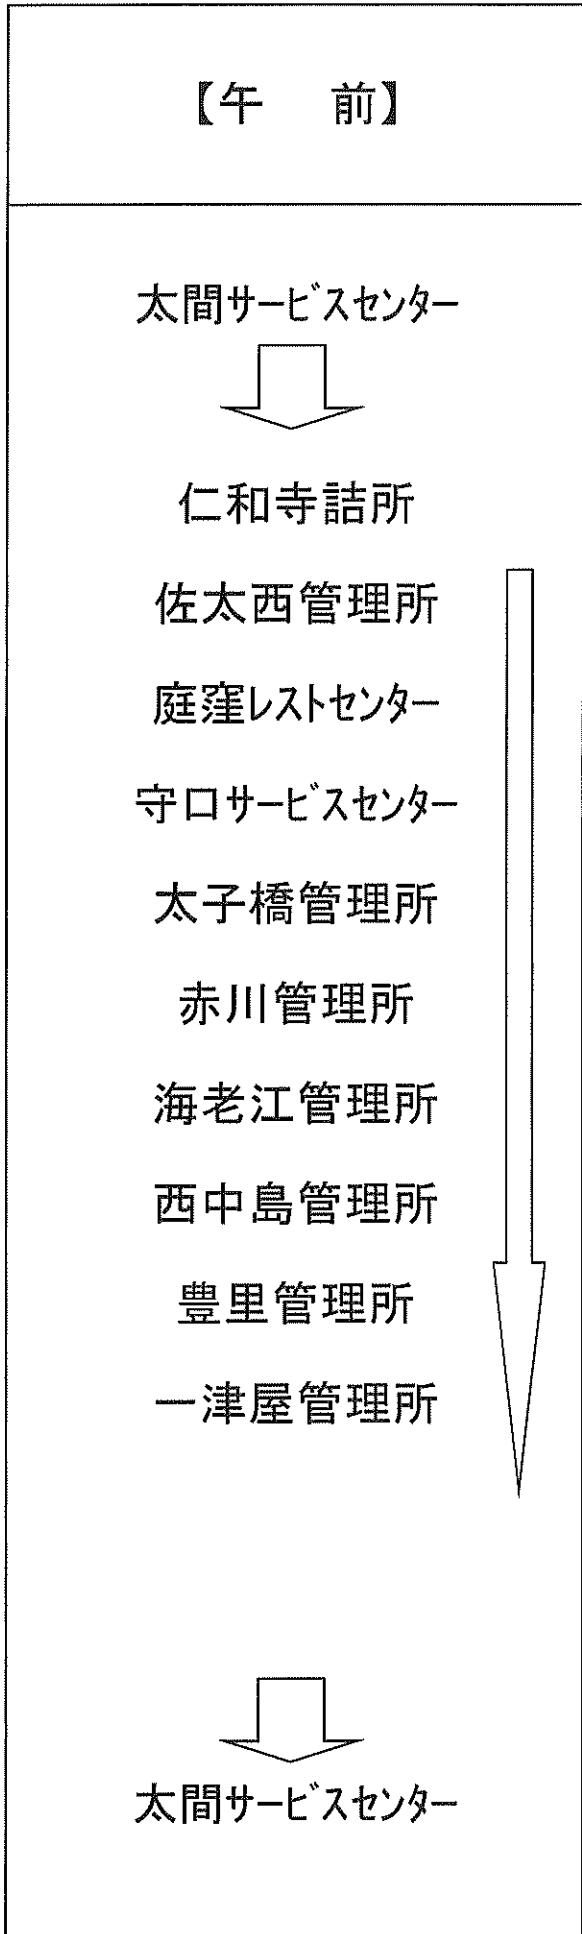 【午　前】
太間サービスセンター
仁和寺詰所
佐太西管理所
庭窪レストセンター
守口サービスセンター
太子橋管理所
赤川管理所
海老江管理所
西中島管理所
豊里管理所
一津屋管理所
太間サービスセンター